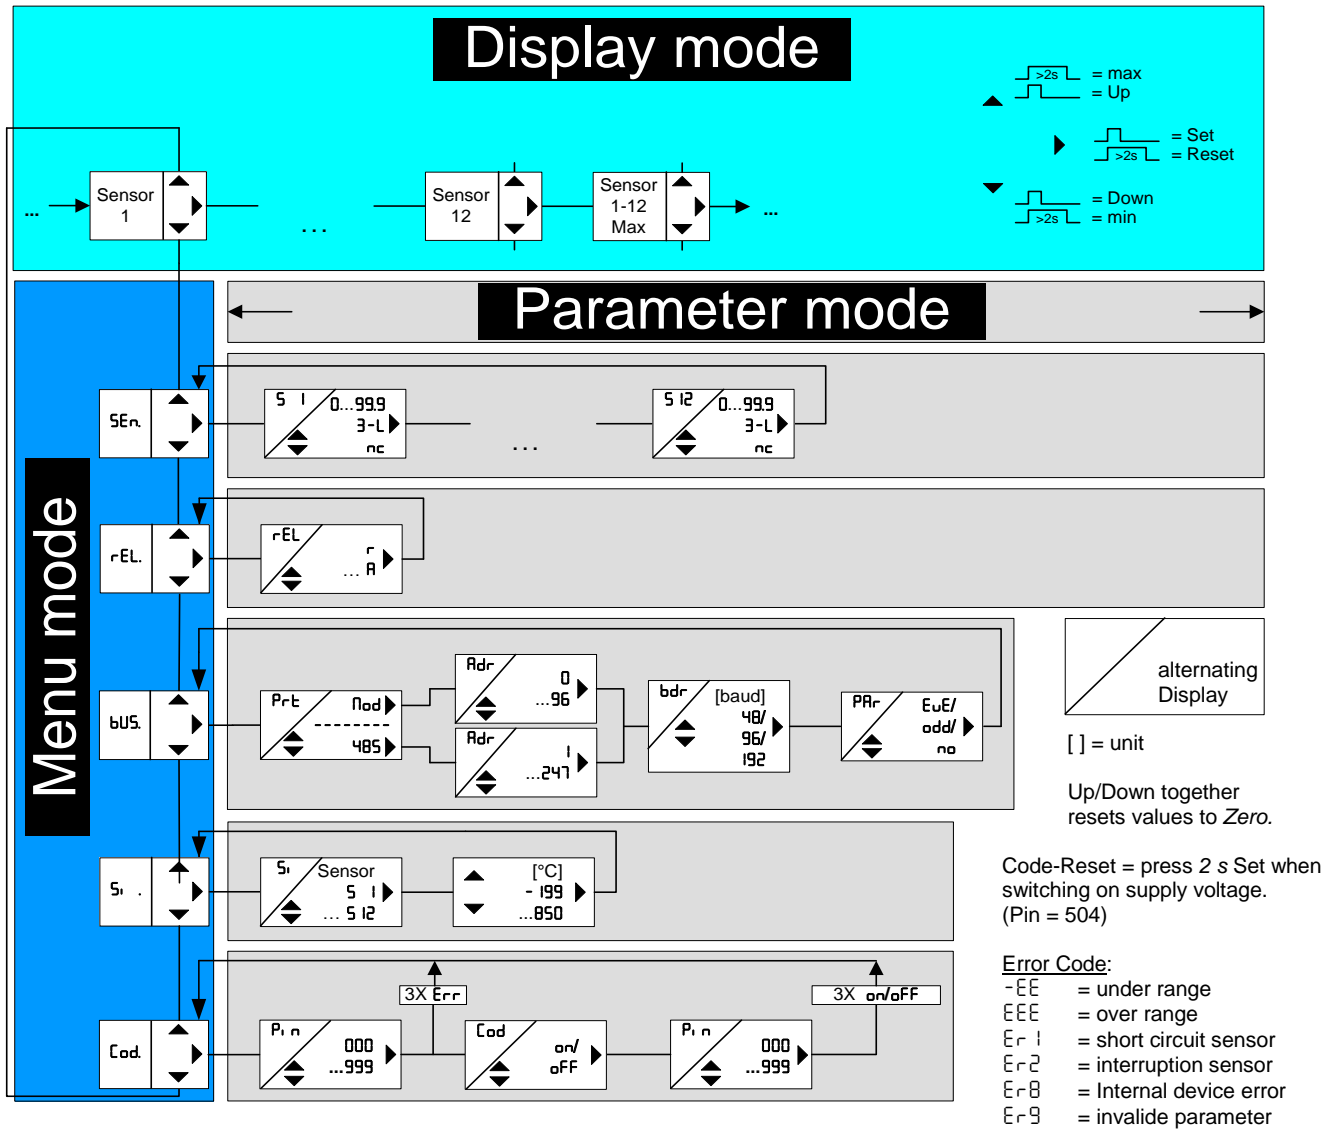 Display mode
>2s = max
= Up
= Set
>2s = Reset
= Down
>2s = min
...
Sensor
1
...
Sensor
12
Sensor
1-12
Max
...
Parameter mode
Menu mode
SEn.
S 1
0...99.9
3-L
nc
...
S12
0...99.9
3-L
nc
rEL.
rEL
r
... A
bUS.
Prt
Mod
-------
485
Adr
0
...96
Adr
1
...247
bdr
[baud]
48/
96/
192
PAr
EvE/
odd/
no
alternating
Display
[ ] = unit
Up/Down together
resets values to Zero.
Si .
Si
Sensor
S 1
... S12
[°C]
-199
...850
Code-Reset = press 2 s Set when
switching on supply voltage.
(Pin = 504)
Cod.
Pin
000
...999
3X Err
Cod
on/
oFF
Pin
000
...999
3X on/oFF
Error Code:
-EE = under range
EEE = over range
Er1 = short circuit sensor
Er2 = interruption sensor
Er8 = Internal device error
Er9 = invalide parameter